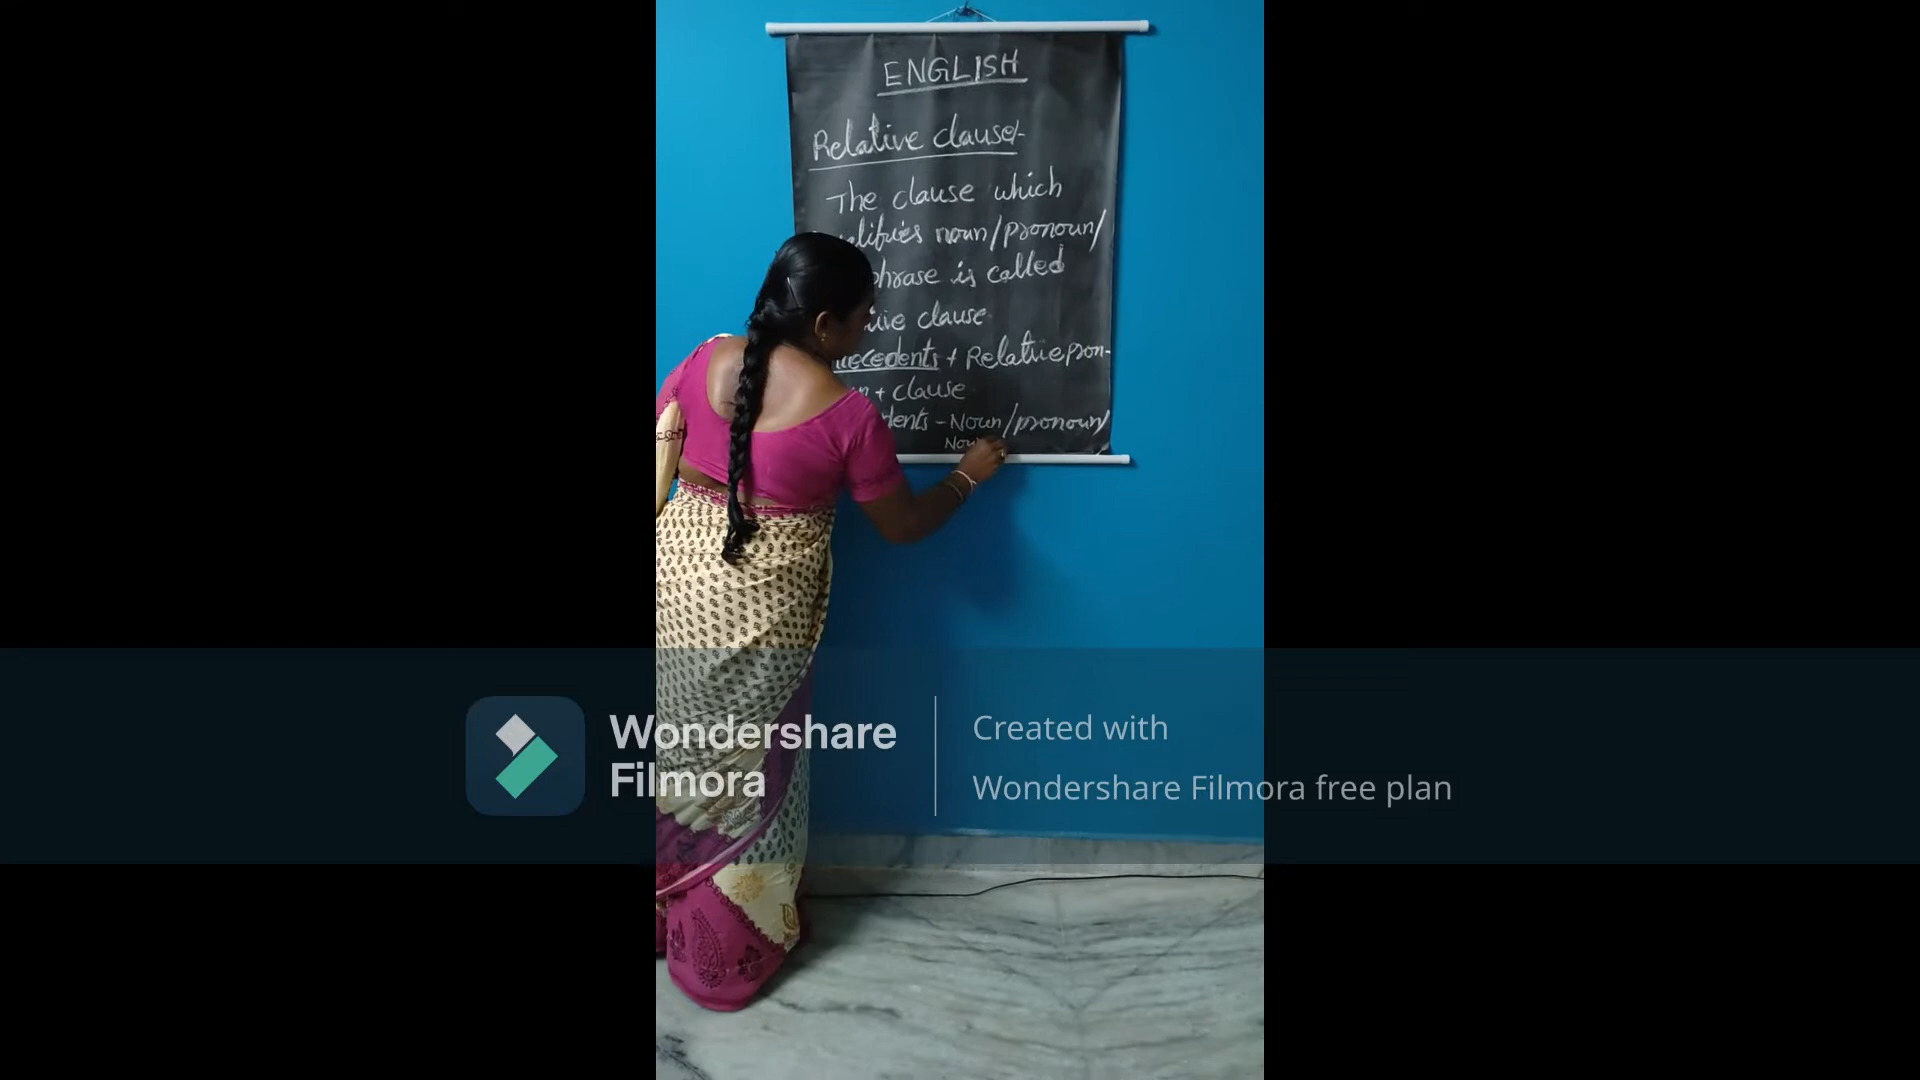 ENGLISH
Relative clause:-
The clause which
noun/pronoun/
phrase is called
clause
+ Relative pron-
+ clause
- Noun/pronoun/
Wondershare
Filmora
Created with
Wondershare Filmora free plan